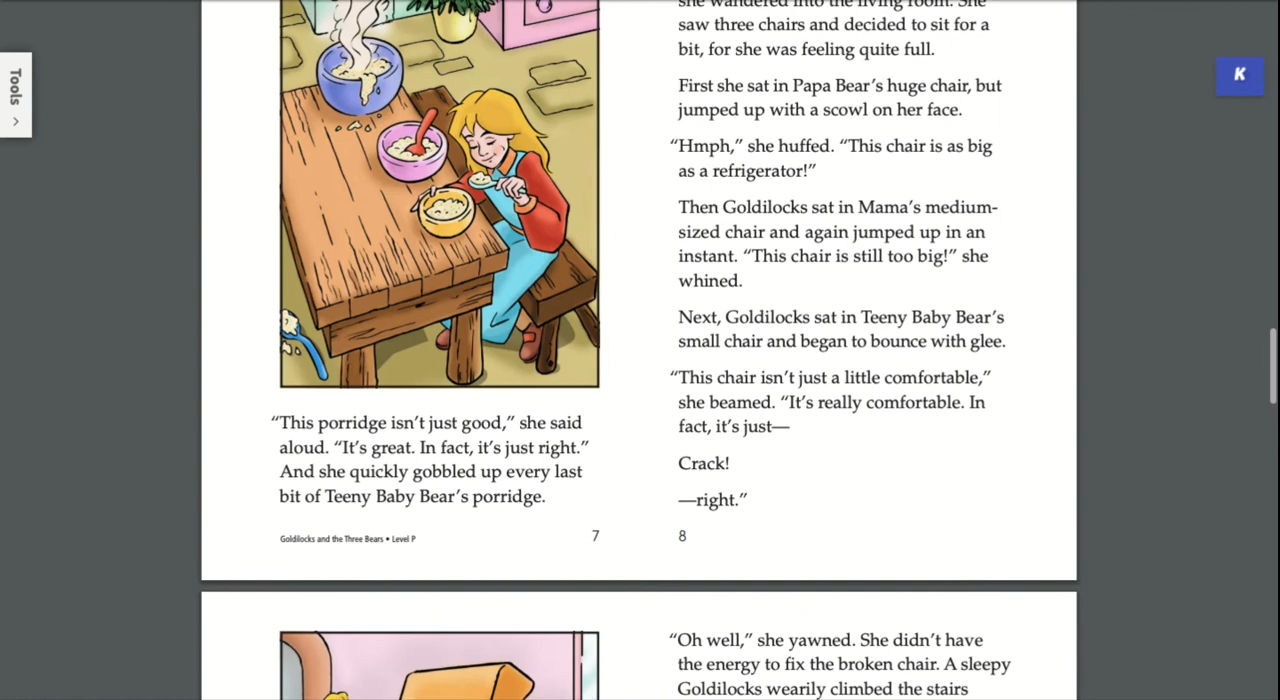 Tools
K
"This porridge isn't just good," she said
aloud. "It's great. In fact, it's just right."
And she quickly gobbled up every last
bit of Teeny Baby Bear's porridge.
Goldilocks and the Three Bears • Level P
7
she wandered into the living room. She
saw three chairs and decided to sit for a
bit, for she was feeling quite full.
First she sat in Papa Bear's huge chair, but
jumped up with a scowl on her face.
"Hmph," she huffed. "This chair is as big
as a refrigerator!"
Then Goldilocks sat in Mama's medium-
sized chair and again jumped up in an
instant. "This chair is still too big!" she
whined.
Next, Goldilocks sat in Teeny Baby Bear's
small chair and began to bounce with glee.
"This chair isn't just a little comfortable,"
she beamed. "It's really comfortable. In
fact, it's just—
Crack!
—right."
8
"Oh well," she yawned. She didn't have
the energy to fix the broken chair. A sleepy
Goldilocks wearily climbed the stairs